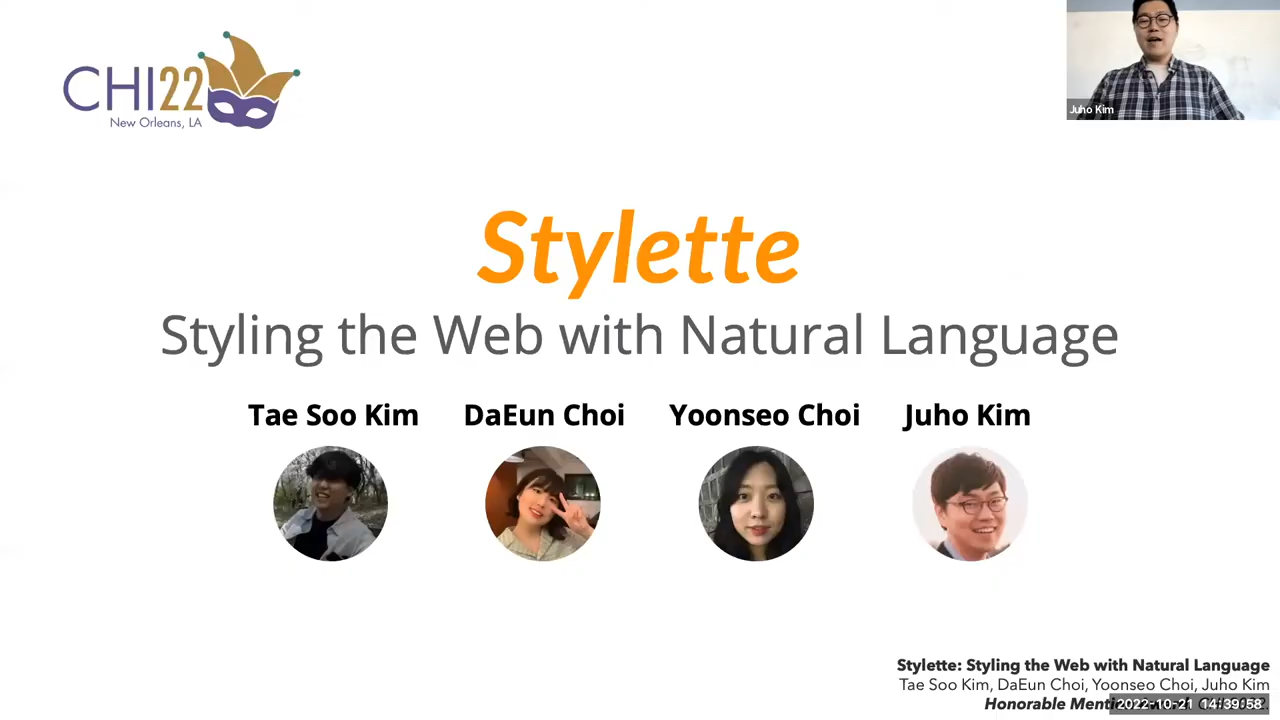 CHI22
New Orleans, LA
Juho Kim
Stylette
Styling the Web with Natural Language
Tae Soo Kim DaEun Choi Yoonseo Choi Juho Kim
Stylette: Styling the Web with Natural Language
Tae Soo Kim, DaEun Choi, Yoonseo Choi, Juho Kim
Honorable
2022-10-21 14:39:58